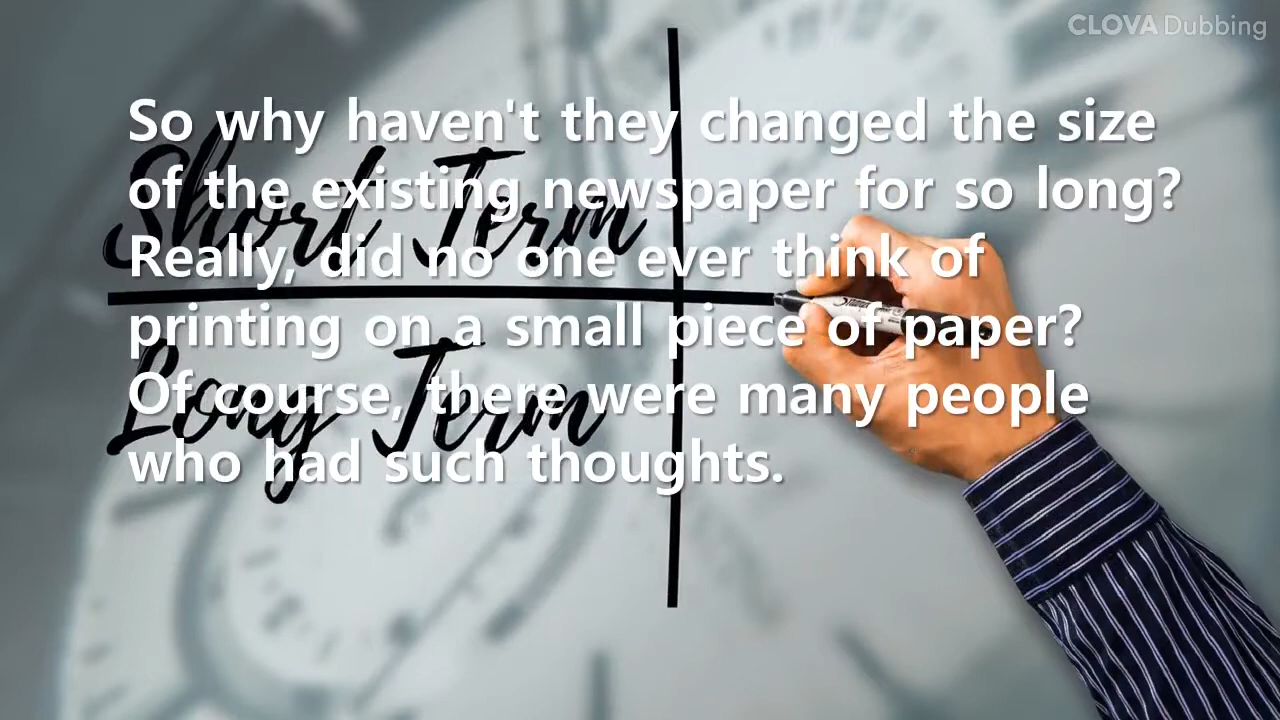 CLOVA Dubbing
So why haven't they changed the size
of the existing newspaper for so long?
Really, did no one ever think of
printing on a small piece of paper?
Of course, there were many people
who had such thoughts.
Short Term
Long Term